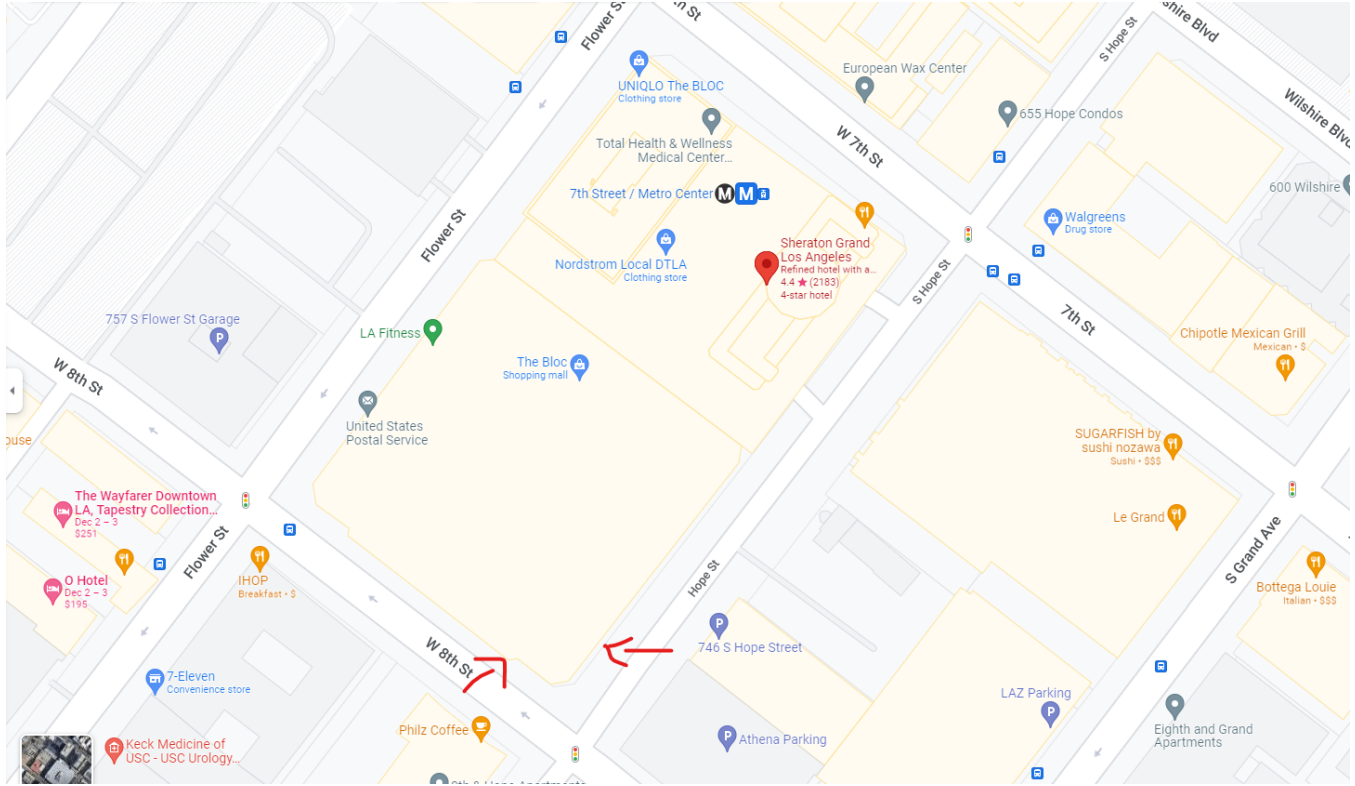 Flower St
7th St
S Hope St
Wilshire Blvd
UNIQLO The BLOC
Clothing store
European Wax Center
655 Hope Condos
Wilshire Blvd
Total Health & Wellness
Medical Center...
W 7th St
7th Street / Metro Center
M
M
600 Wilshire
Walgreens
Drug store
Flower St
Nordstrom Local DTLA
Clothing store
Sheraton Grand
Los Angeles
Refined hotel with a...
4.4 ★ (2183)
4-star hotel
S Hope St
757 S Flower St Garage
P
LA Fitness
7th St
Chipotle Mexican Grill
Mexican • $
The Bloc
Shopping mall
W 8th St
United States
Postal Service
ouse
SUGARFISH by
sushi nozawa
Sushi • $$$
The Wayfarer Downtown
LA, Tapestry Collection...
Dec 2 – 3
$251
Le Grand
Flower St
S Grand Ave
O Hotel
Dec 2 – 3
$195
IHOP
Breakfast • $
Hope St
Bottega Louie
Italian • $$$
P
746 S Hope Street
W 8th St
7-Eleven
Convenience store
LAZ Parking
P
Philz Coffee
P
Athena Parking
Eighth and Grand
Apartments
Keck Medicine of
USC - USC Urology...